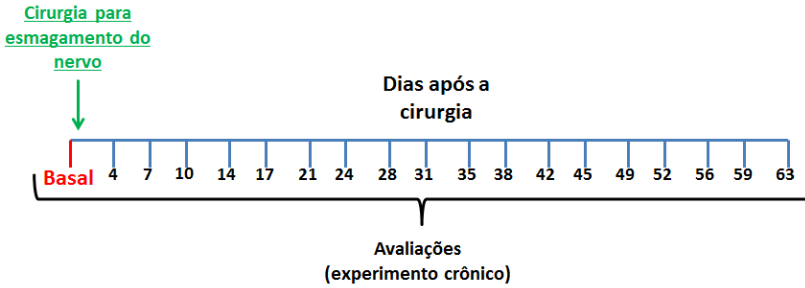 Cirurgia para
esmagamento do
nervo
Dias após a
cirurgia
Basal 4 7 10 14 17 21 24 28 31 35 38 42 45 49 52 56 59 63
Avaliações
(experimento crônico)